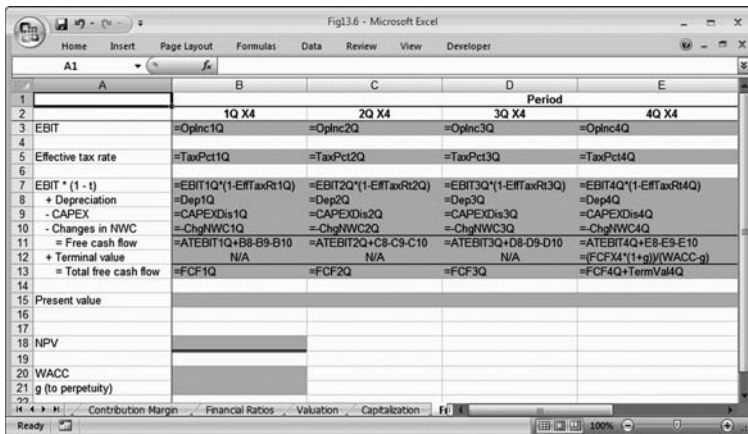 Fig13.6 - Microsoft Excel
Home Insert Page Layout Formulas Data Review View Developer
A1 fx
A B C D E
1 Period
2 1Q X4 2Q X4 3Q X4 4Q X4
3 EBIT =OpInc1Q =OpInc2Q =OpInc3Q =OpInc4Q
4
5 Effective tax rate =TaxPct1Q =TaxPct2Q =TaxPct3Q =TaxPct4Q
6
7 EBIT * (1 - t) =EBIT1Q*(1-EffTaxRt1Q) =EBIT2Q*(1-EffTaxRt2Q) =EBIT3Q*(1-EffTaxRt3Q) =EBIT4Q*(1-EffTaxRt4Q)
8 + Depreciation =Dep1Q =Dep2Q =Dep3Q =Dep4Q
9 - CAPEX =CAPEXDis1Q =CAPEXDis2Q =CAPEXDis3Q =CAPEXDis4Q
10 - Changes in NWC =-ChgNWC1Q =-ChgNWC2Q =-ChgNWC3Q =-ChgNWC4Q
11 = Free cash flow =ATEBIT1Q+B8-B9-B10 =ATEBIT2Q+C8-C9-C10 =ATEBIT3Q+D8-D9-D10 =ATEBIT4Q+E8-E9-E10
12 + Terminal value N/A N/A N/A =(FCFX4*(1+g))/(WACC-g)
13 = Total free cash flow =FCF1Q =FCF2Q =FCF3Q =FCF4Q+TermVal4Q
14
15 Present value
16
17
18 NPV
19
20 WACC
21 g (to perpetuity)
22
Contribution Margin Financial Ratios Valuation Capitalization
Ready 100%